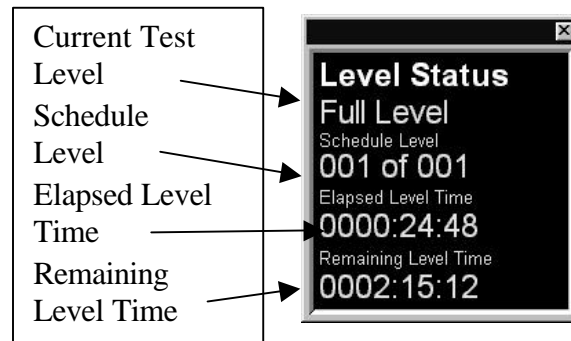 Current Test
Level
Schedule
Level
Elapsed Level
Time
Remaining
Level Time
Level Status
Full Level
Schedule Level
001 of 001
Elapsed Level Time
0000:24:48
Remaining Level Time
0002:15:12